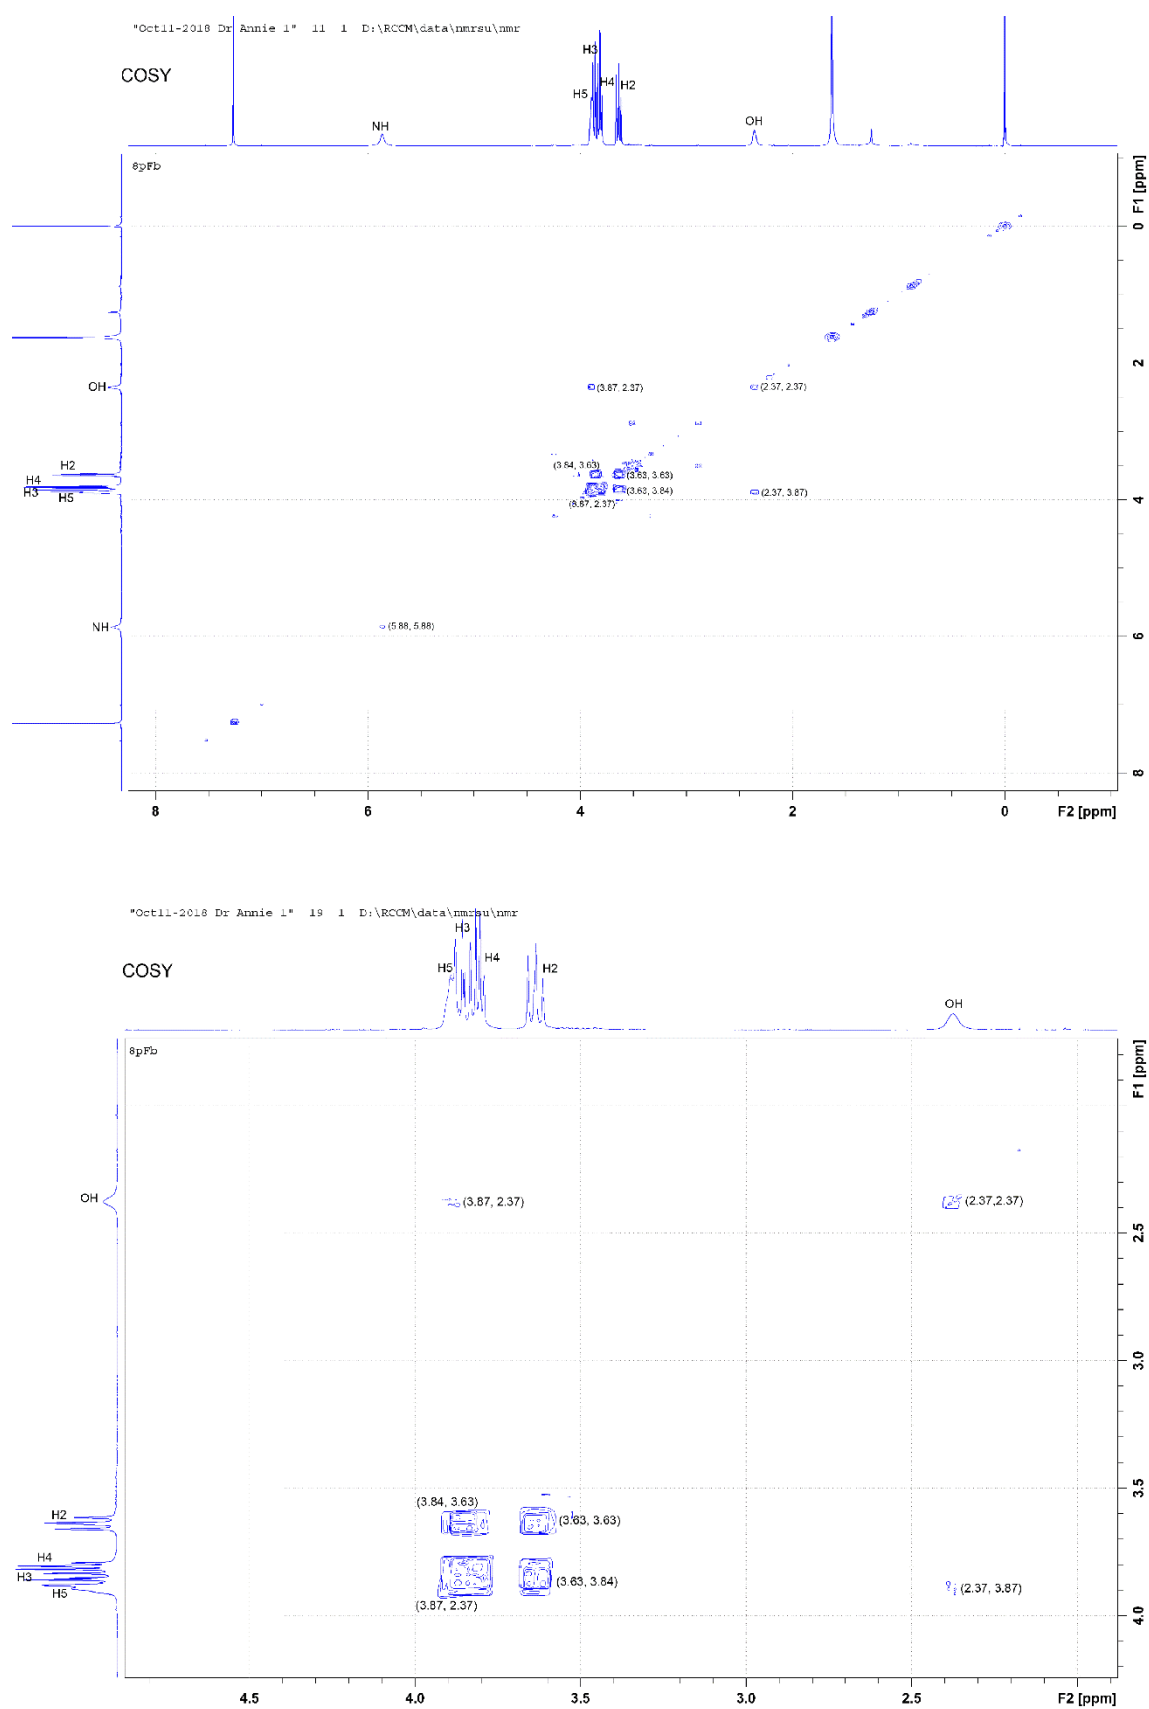 "Oct11-2018 Dr Annie 1" 11 1 D:\RCCM\data\nmrsu\nmr
COSY
H3
H4
H2
H5
NH
OH
8pFb
F1 [ppm]
0
2
4
6
8
OH
H2
H4
H3
H5
NH
(3.87, 2.37)
(2.37, 2.37)
(3.84, 3.63)
(3.63, 3.63)
(3.63, 3.84)
(2.37, 3.87)
(8.87, 2.37)
(5.88, 5.88)
8
6
4
2
0
F2 [ppm]
"Oct11-2018 Dr Annie 1" 19 1 D:\RCCM\data\nmrsu\nmr
COSY
H3
H4
H5
H2
OH
8pFb
F1 [ppm]
2.5
3.0
3.5
4.0
OH
H2
H4
H3
H5
(3.87, 2.37)
(2.37,2.37)
(3.84, 3.63)
(3.63, 3.63)
(3.63, 3.84)
(2.37, 3.87)
(3.87, 2.37)
4.5
4.0
3.5
3.0
2.5
F2 [ppm]